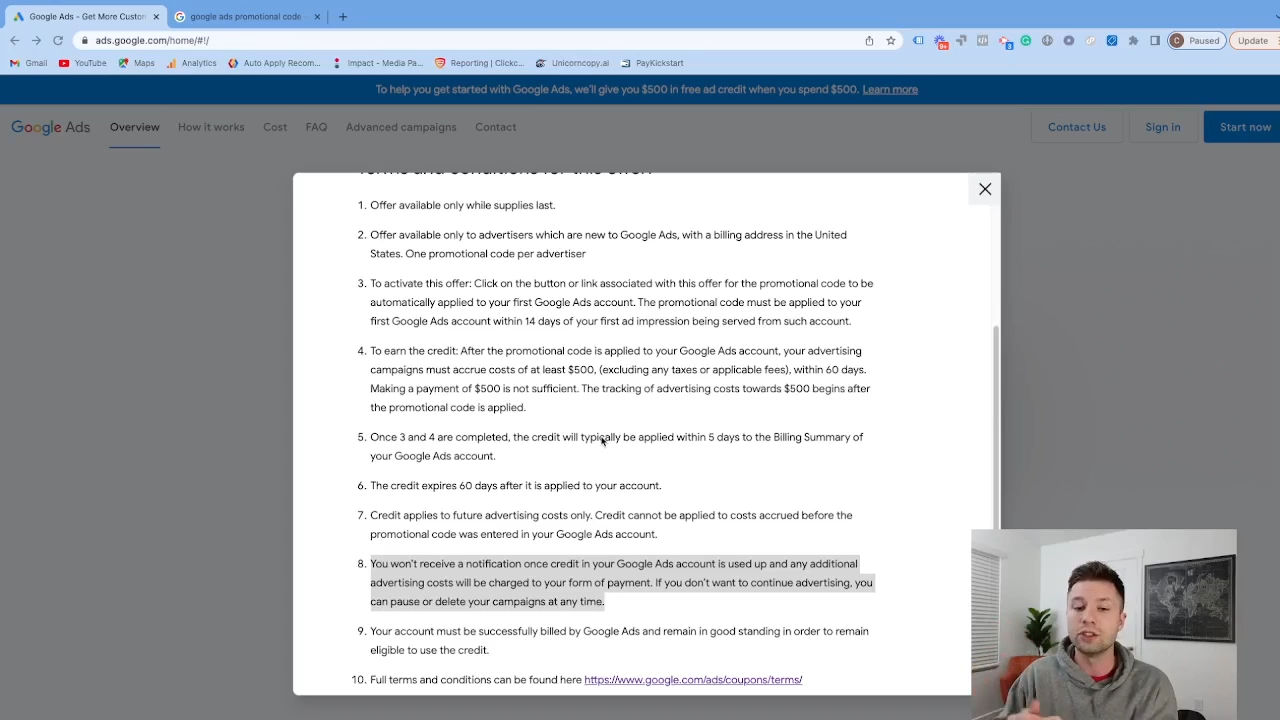 Google Ads - Get More Custom
google ads promotional code
ads.google.com/home/#!/
9+
3
C
Paused
Update
Gmail
YouTube
Maps
Analytics
Auto Apply Recom...
Impact - Media Pa...
Reporting | Clickc...
Unicorncopy.ai
PayKickstart
To help you get started with Google Ads, we'll give you $500 in free ad credit when you spend $500. Learn more
Google Ads
Overview
How it works
Cost
FAQ
Advanced campaigns
Contact
Contact Us
Sign in
Start now
Terms and conditions for this offer:
1. Offer available only while supplies last.
2. Offer available only to advertisers which are new to Google Ads, with a billing address in the United
States. One promotional code per advertiser
3. To activate this offer: Click on the button or link associated with this offer for the promotional code to be
automatically applied to your first Google Ads account. The promotional code must be applied to your
first Google Ads account within 14 days of your first ad impression being served from such account.
4. To earn the credit: After the promotional code is applied to your Google Ads account, your advertising
campaigns must accrue costs of at least $500, (excluding any taxes or applicable fees), within 60 days.
Making a payment of $500 is not sufficient. The tracking of advertising costs towards $500 begins after
the promotional code is applied.
5. Once 3 and 4 are completed, the credit will typically be applied within 5 days to the Billing Summary of
your Google Ads account.
6. The credit expires 60 days after it is applied to your account.
7. Credit applies to future advertising costs only. Credit cannot be applied to costs accrued before the
promotional code was entered in your Google Ads account.
8. You won't receive a notification once credit in your Google Ads account is used up and any additional
advertising costs will be charged to your form of payment. If you don't want to continue advertising, you
can pause or delete your campaigns at any time.
9. Your account must be successfully billed by Google Ads and remain in good standing in order to remain
eligible to use the credit.
10. Full terms and conditions can be found here https://www.google.com/ads/coupons/terms/